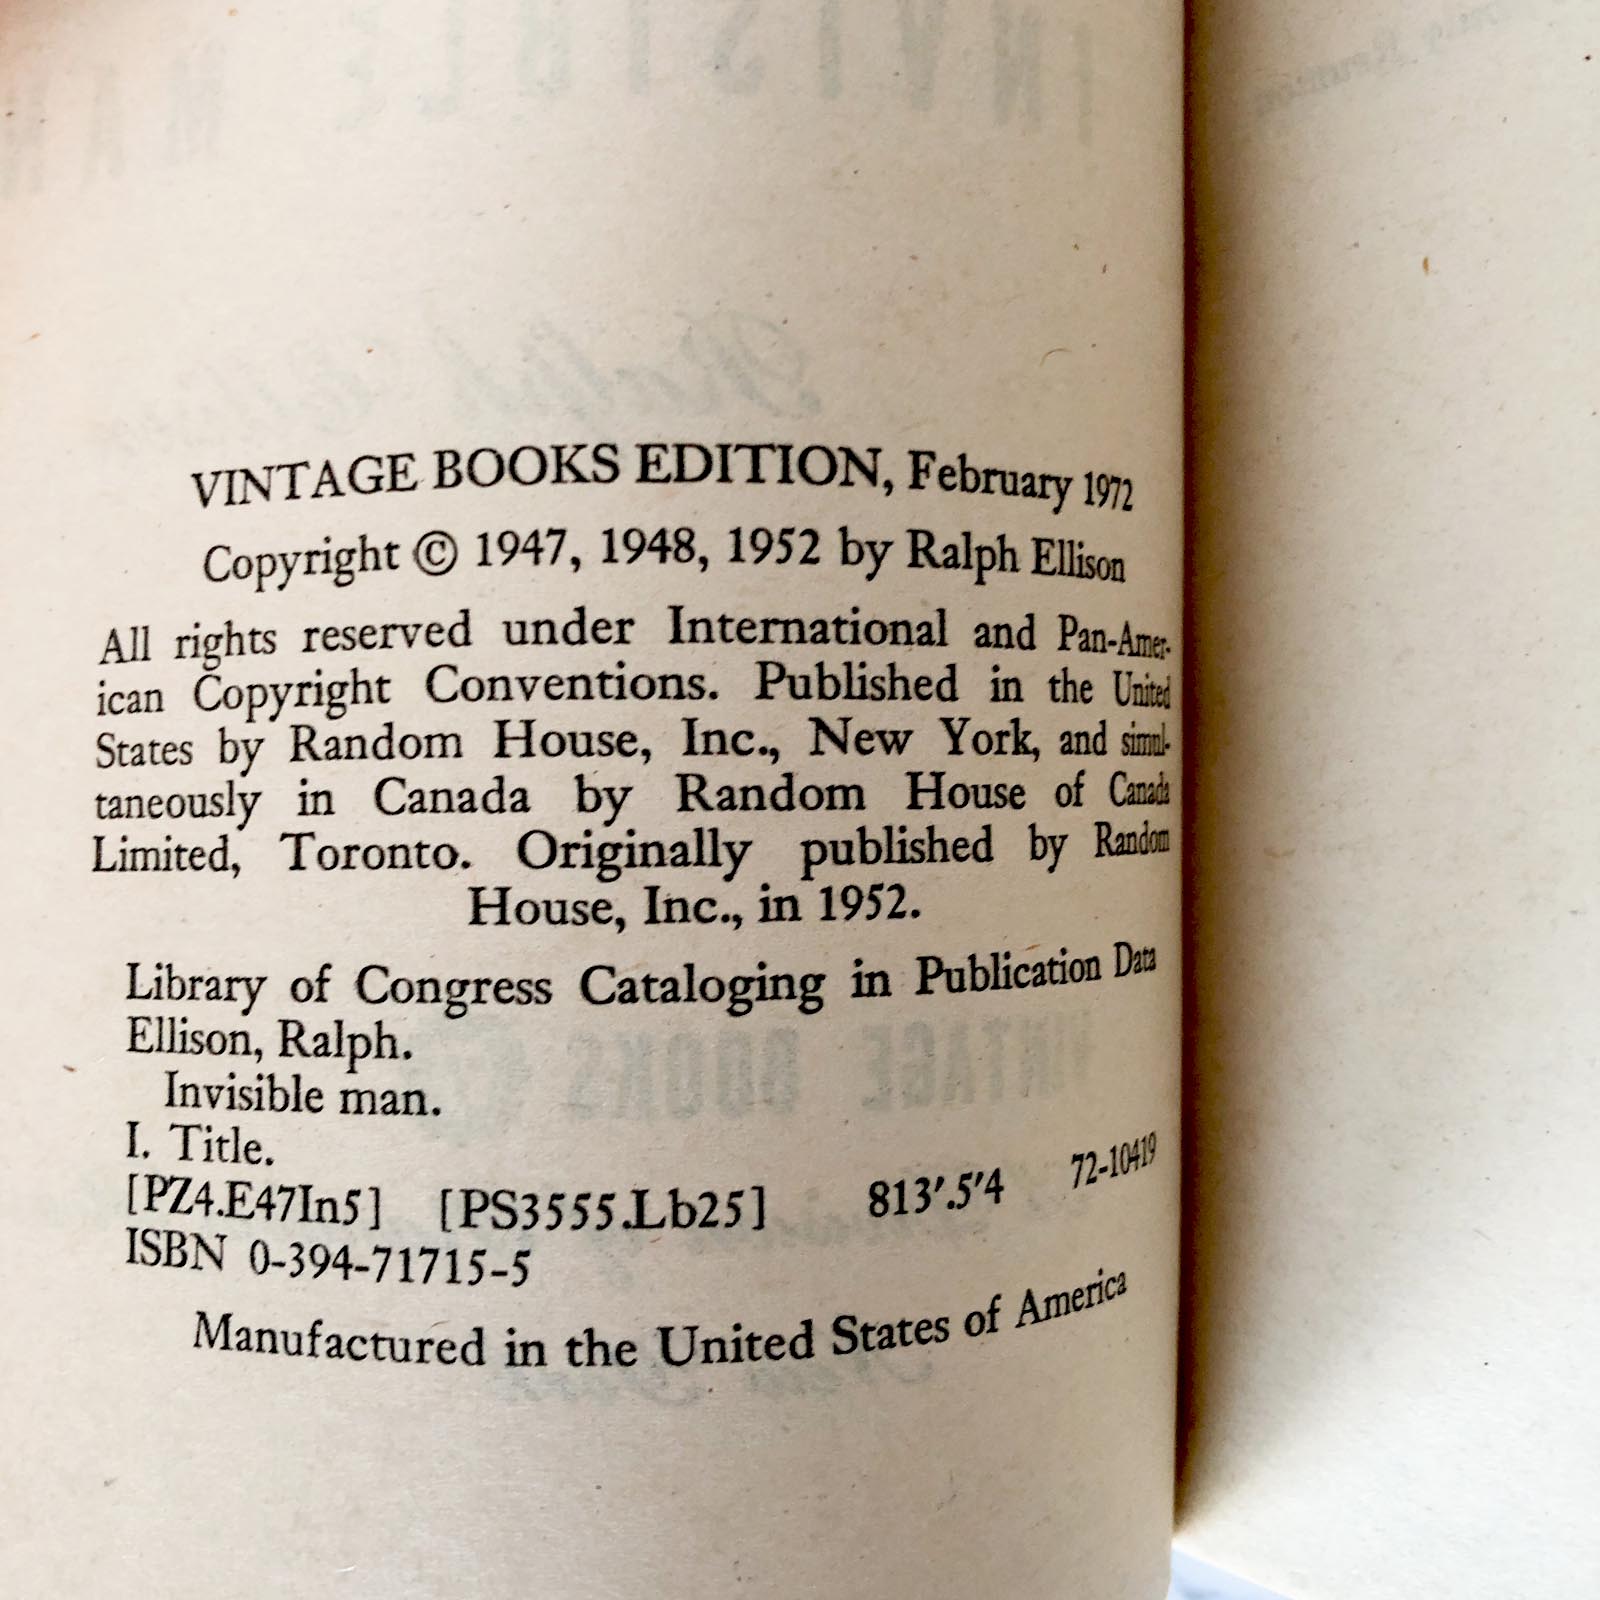 VINTAGE BOOKS EDITION, February 1972
Copyright © 1947, 1948, 1952 by Ralph Ellison
All rights reserved under International and Pan-Amer-
ican Copyright Conventions. Published in the United
States by Random House, Inc., New York, and simul-
taneously in Canada by Random House of Canada
Limited, Toronto. Originally published by Random
House, Inc., in 1952.
Library of Congress Cataloging in Publication Data
Ellison, Ralph.
Invisible man.
I. Title.
[PZ4.E47In5] [PS3555.Lb25] 813'.5'4 72-10419
ISBN 0-394-71715-5
Manufactured in the United States of America